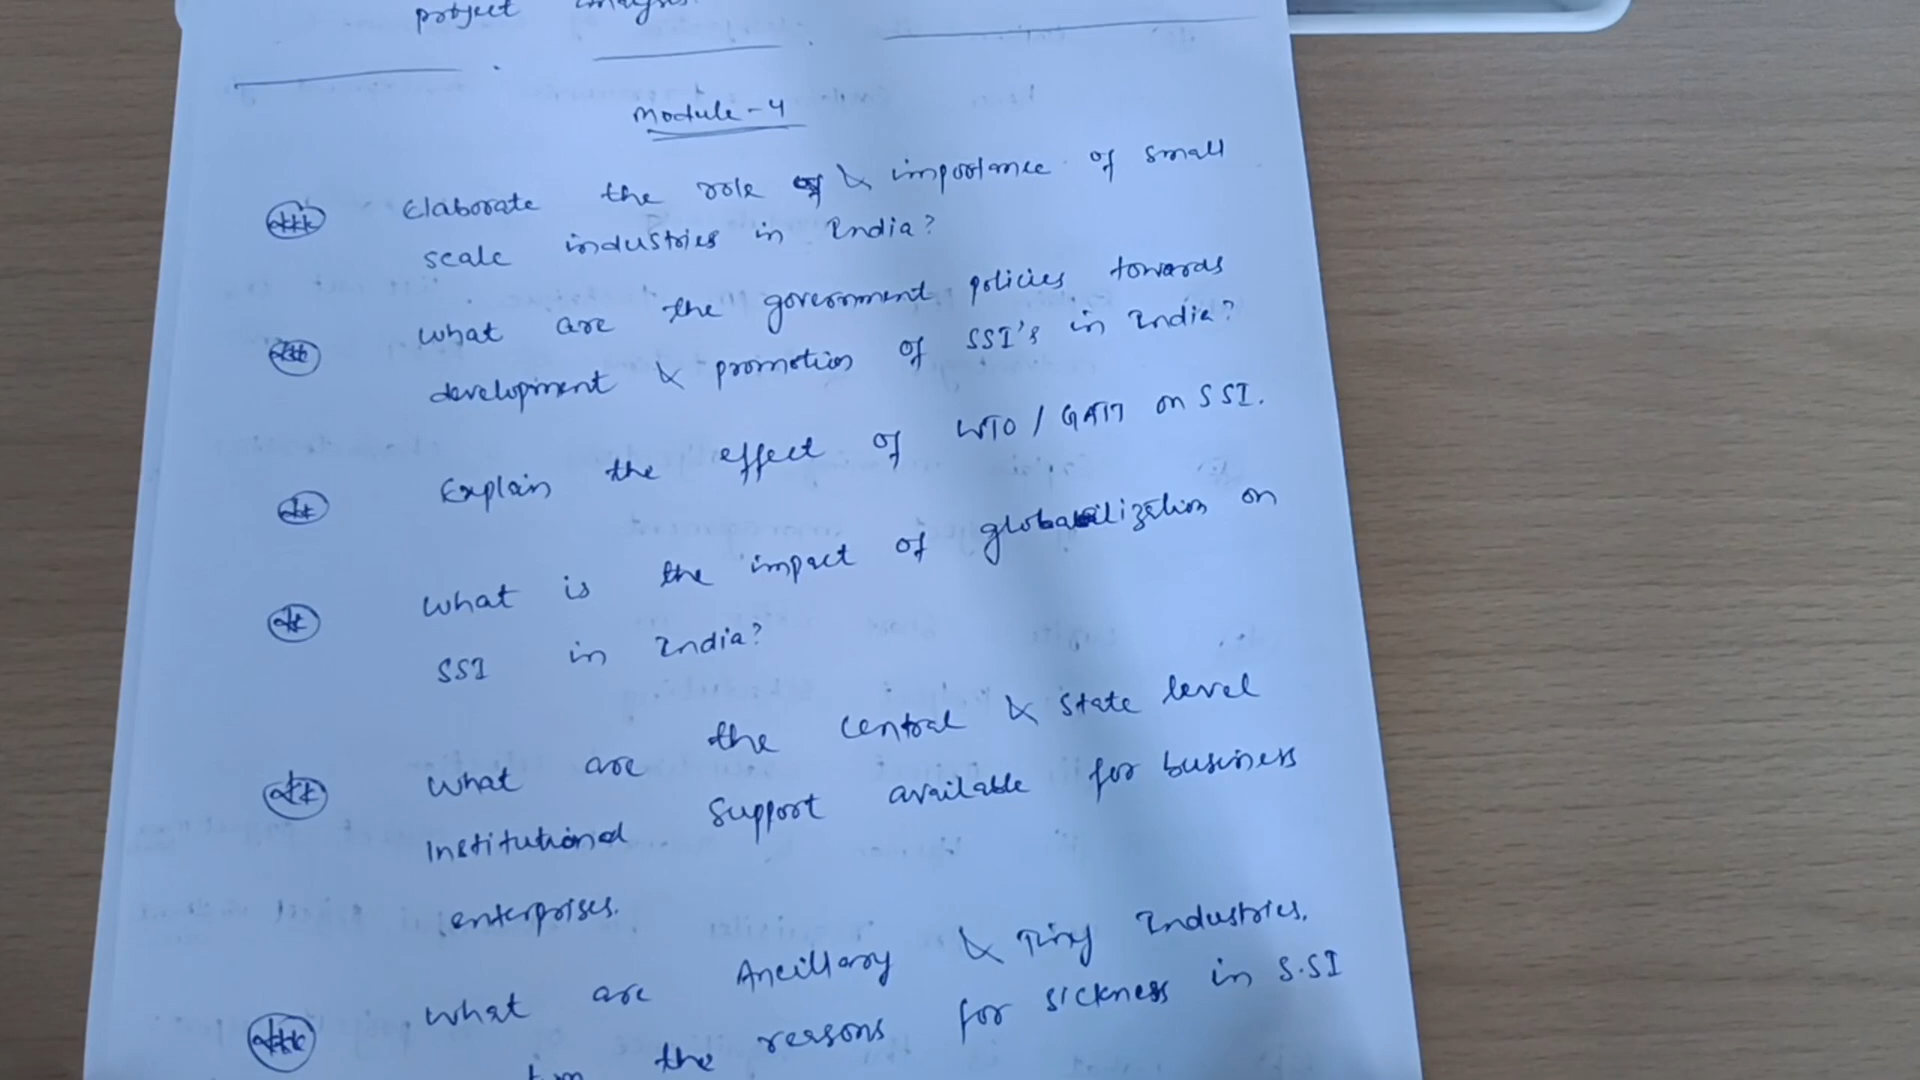 project analysis.
Module-4
Elaborate the role of & importance of small
scale industries in India?
what are the government policies towards
development & promotion of SSI's in India?
Explain the effect of WTO / GATT on SSI.
what is the impact of globalization on
SSI in India?
what are the central & state level
Institutional support available for business
enterprises.
what are Ancillary & Tiny Industries.
the reasons for sickness in S.SI